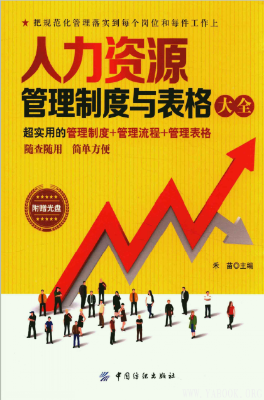 ★ 把规范化管理落实到每个岗位和每件工作上
人力资源
管理制度与表格大全
超实用的管理制度+管理流程+管理表格
随查随用 简单方便
附赠光盘
禾 苗◎主编
中国纺织出版社